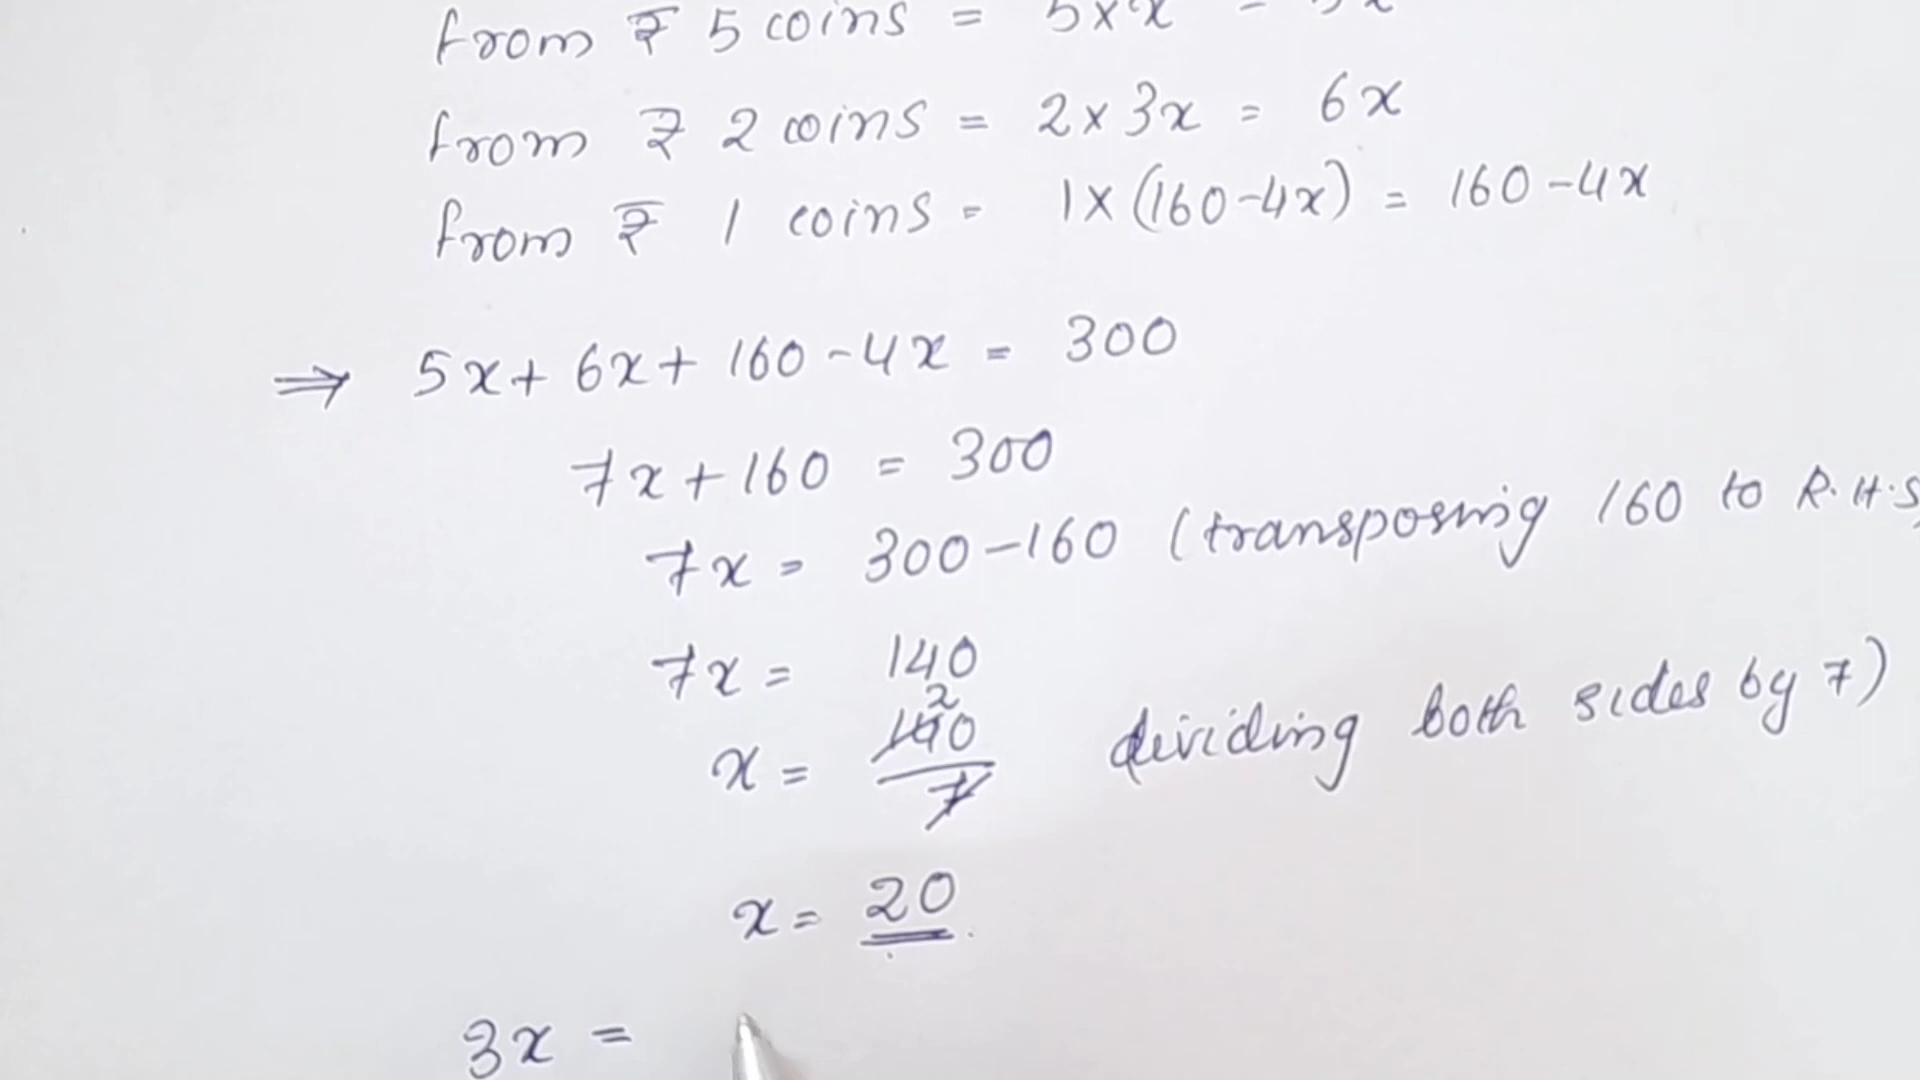 from ₹ 5 coins = 5×x = 5x
from ₹ 2 coins = 2×3x = 6x
from ₹ 1 coins = 1×(160-4x) = 160-4x
⇒ 5x+6x+160-4x = 300
7x+160 = 300
7x = 300-160 (transposing 160 to R.H.S
7x = 140
x = 140/7 2 dividing both sides by 7)
x = 20
3x =